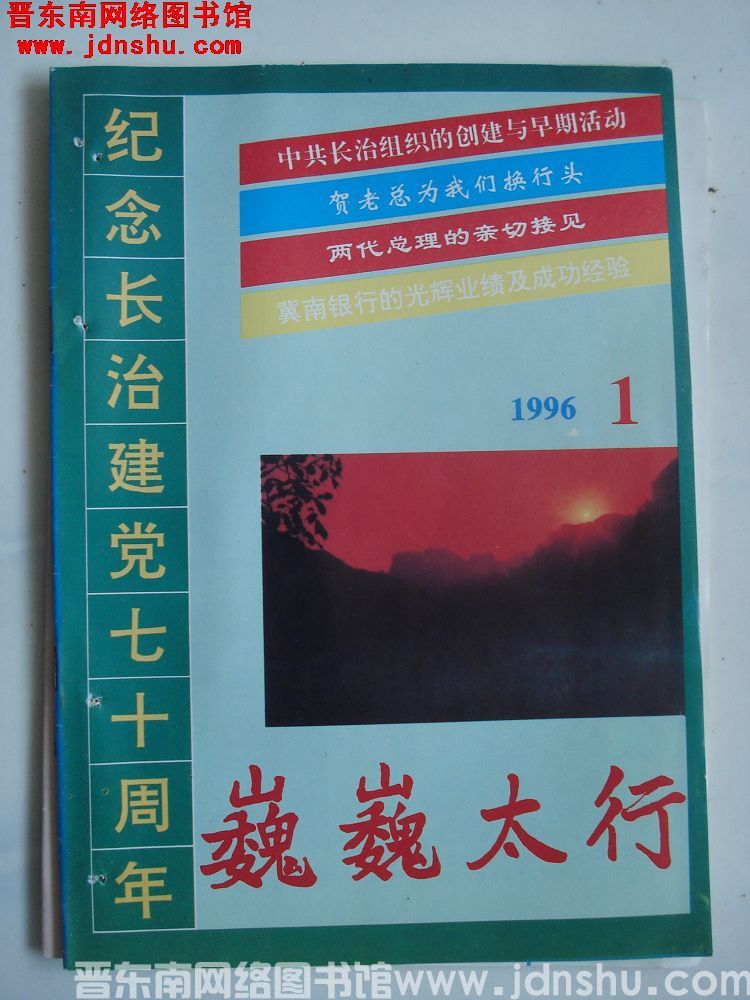 晋东南网络图书馆
www.jdnshu.com
纪念长治建党七十周年
中共长治组织的创建与早期活动
贺老总为我们换行头
两代总理的亲切接见
冀南银行的光辉业绩及成功经验
1996 1
巍巍太行
晋东南网络图书馆www.jdnshu.com